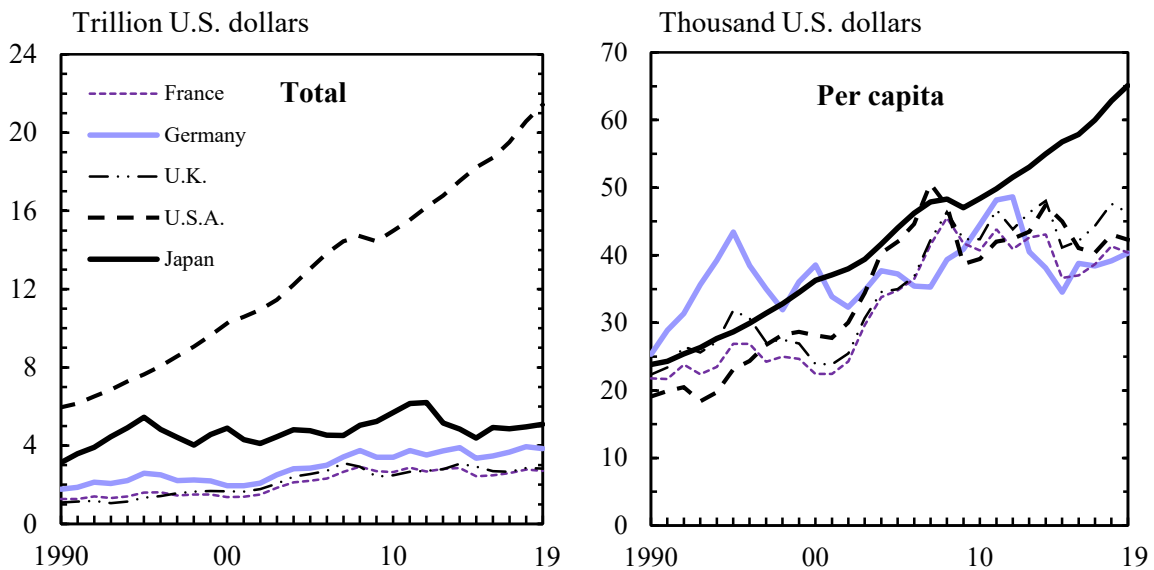 Trillion U.S. dollars
24
20
16
12
8
4
0
1990 00 10 19
Total
France
Germany
U.K.
U.S.A.
Japan
Thousand U.S. dollars
70
60
50
40
30
20
10
0
1990 00 10 19
Per capita